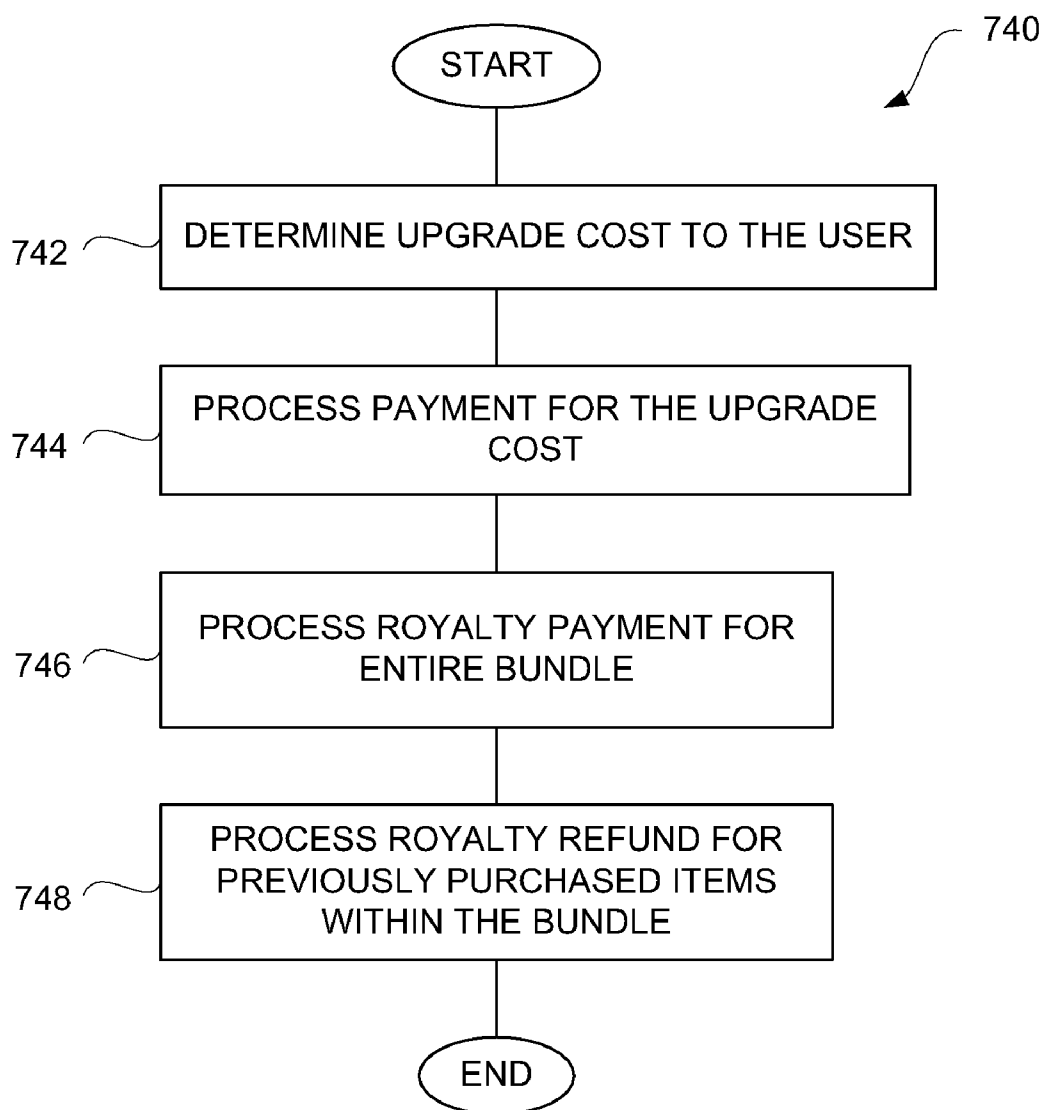 740
START
742
DETERMINE UPGRADE COST TO THE USER
744
PROCESS PAYMENT FOR THE UPGRADE
COST
746
PROCESS ROYALTY PAYMENT FOR
ENTIRE BUNDLE
748
PROCESS ROYALTY REFUND FOR
PREVIOUSLY PURCHASED ITEMS
WITHIN THE BUNDLE
END